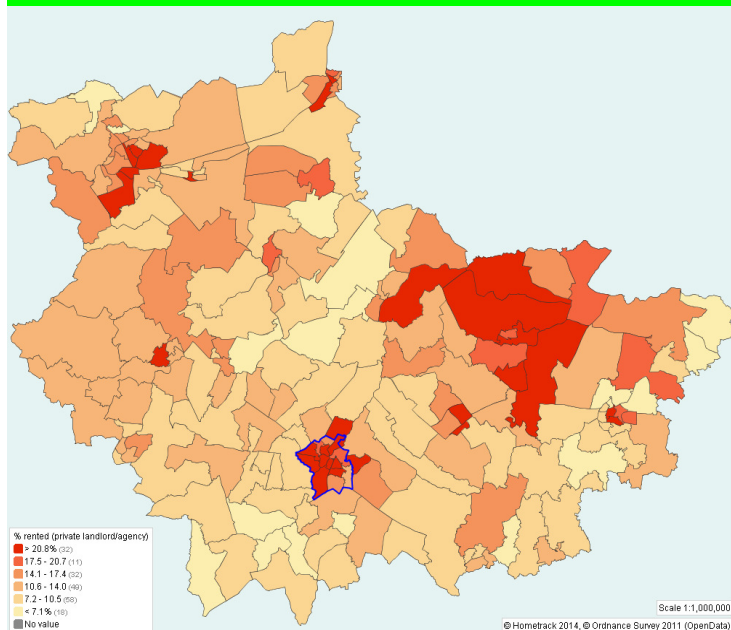 % rented (private landlord/agency)
> 20.8% (32)
17.5 - 20.7 (11)
14.1 - 17.4 (32)
10.6 - 14.0 (49)
7.2 - 10.5 (58)
< 7.1% (18)
No value
Scale 1:1,000,000
© Hometrack 2014, © Ordnance Survey 2011 (OpenData)